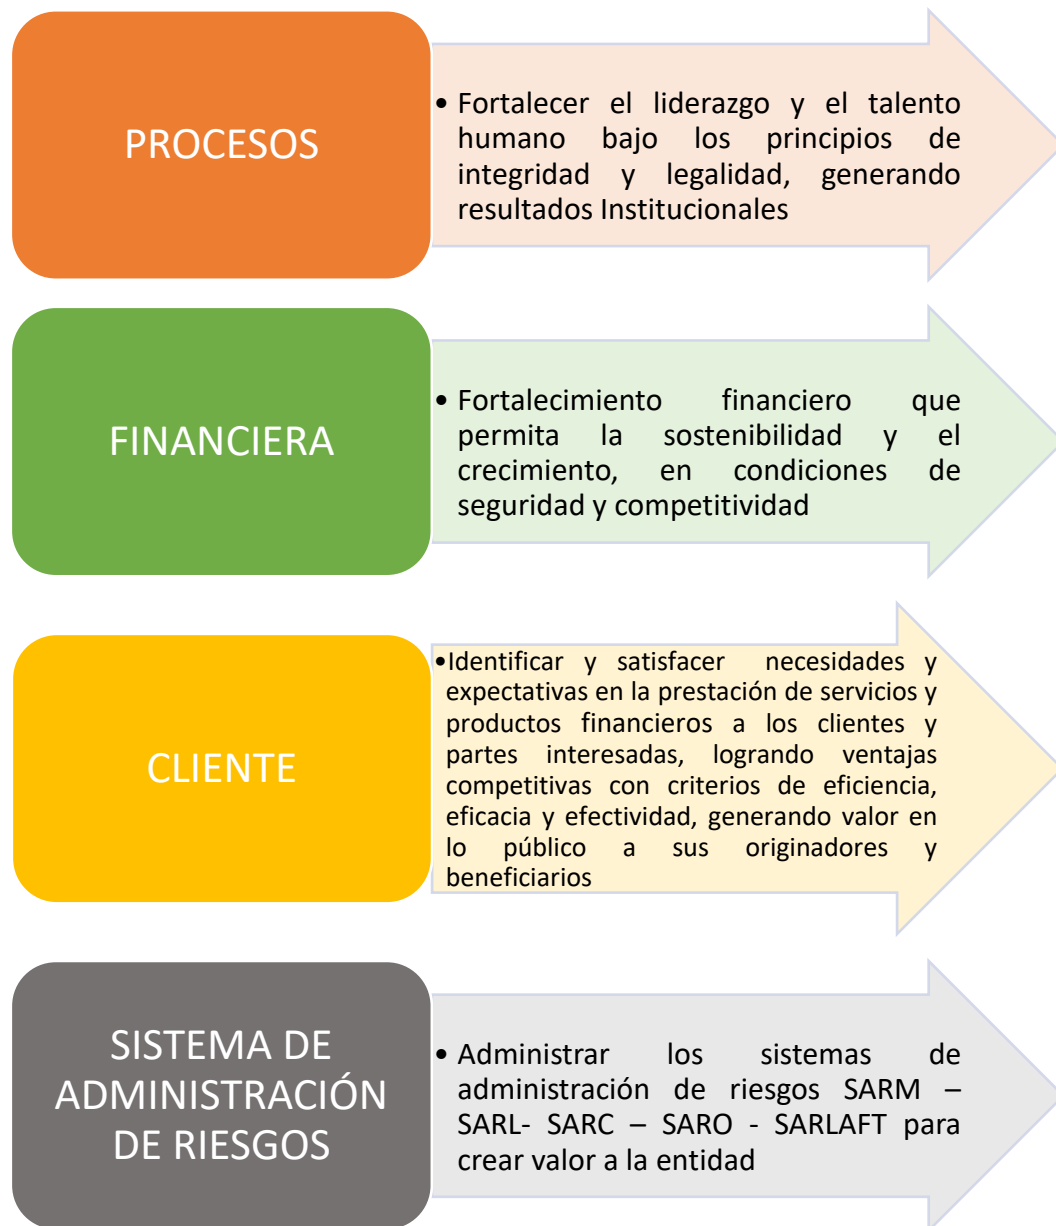 PROCESOS
• Fortalecer el liderazgo y el talento
humano bajo los principios de
integridad y legalidad, generando
resultados Institucionales
FINANCIERA
• Fortalecimiento financiero que
permita la sostenibilidad y el
crecimiento, en condiciones de
seguridad y competitividad
CLIENTE
•Identificar y satisfacer necesidades y
expectativas en la prestación de servicios y
productos financieros a los clientes y
partes interesadas, logrando ventajas
competitivas con criterios de eficiencia,
eficacia y efectividad, generando valor en
lo público a sus originadores y
beneficiarios
SISTEMA DE
ADMINISTRACIÓN
DE RIESGOS
• Administrar los sistemas de
administración de riesgos SARM –
SARL- SARC – SARO - SARLAFT para
crear valor a la entidad